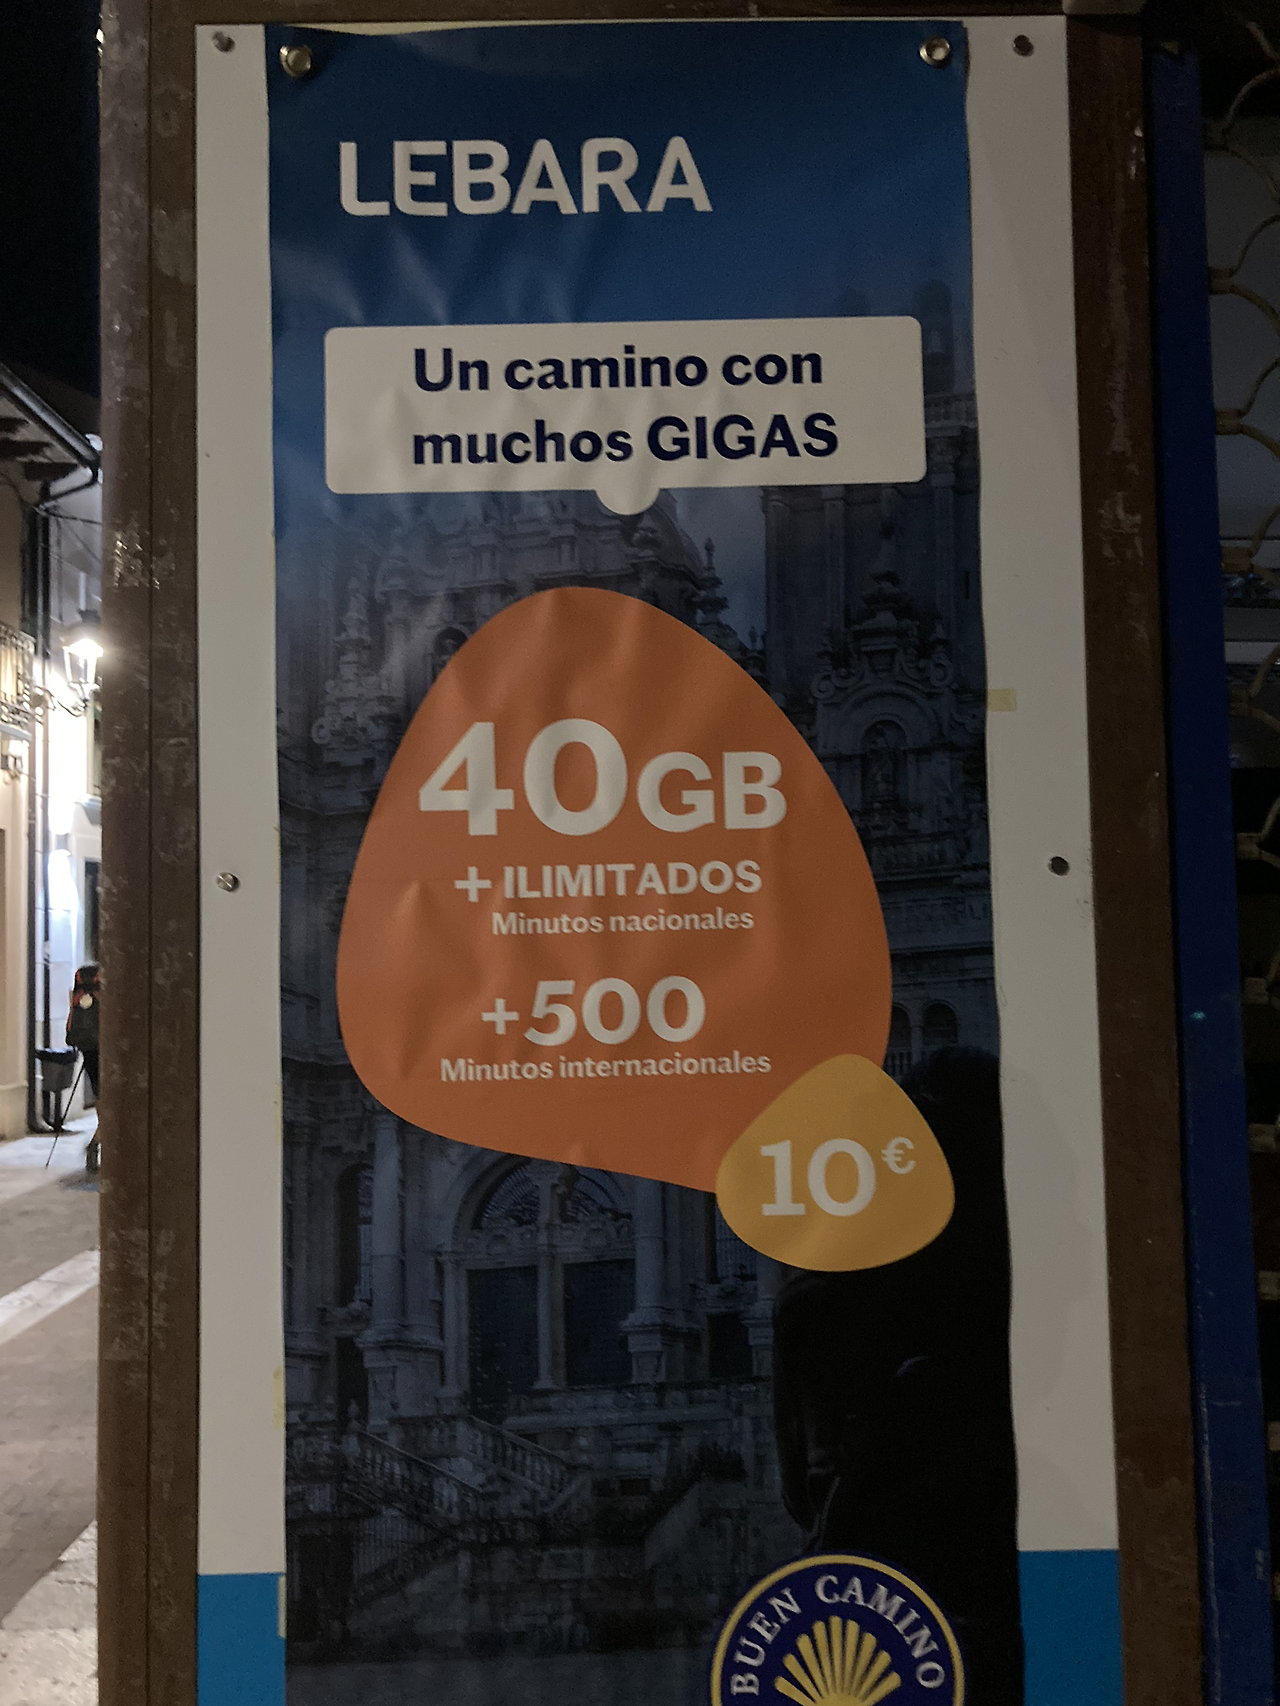 LEBARA
Un camino con
muchos GIGAS
40GB
+ ILIMITADOS
Minutos nacionales
+500
Minutos internacionales
10€
BUEN CAMINO